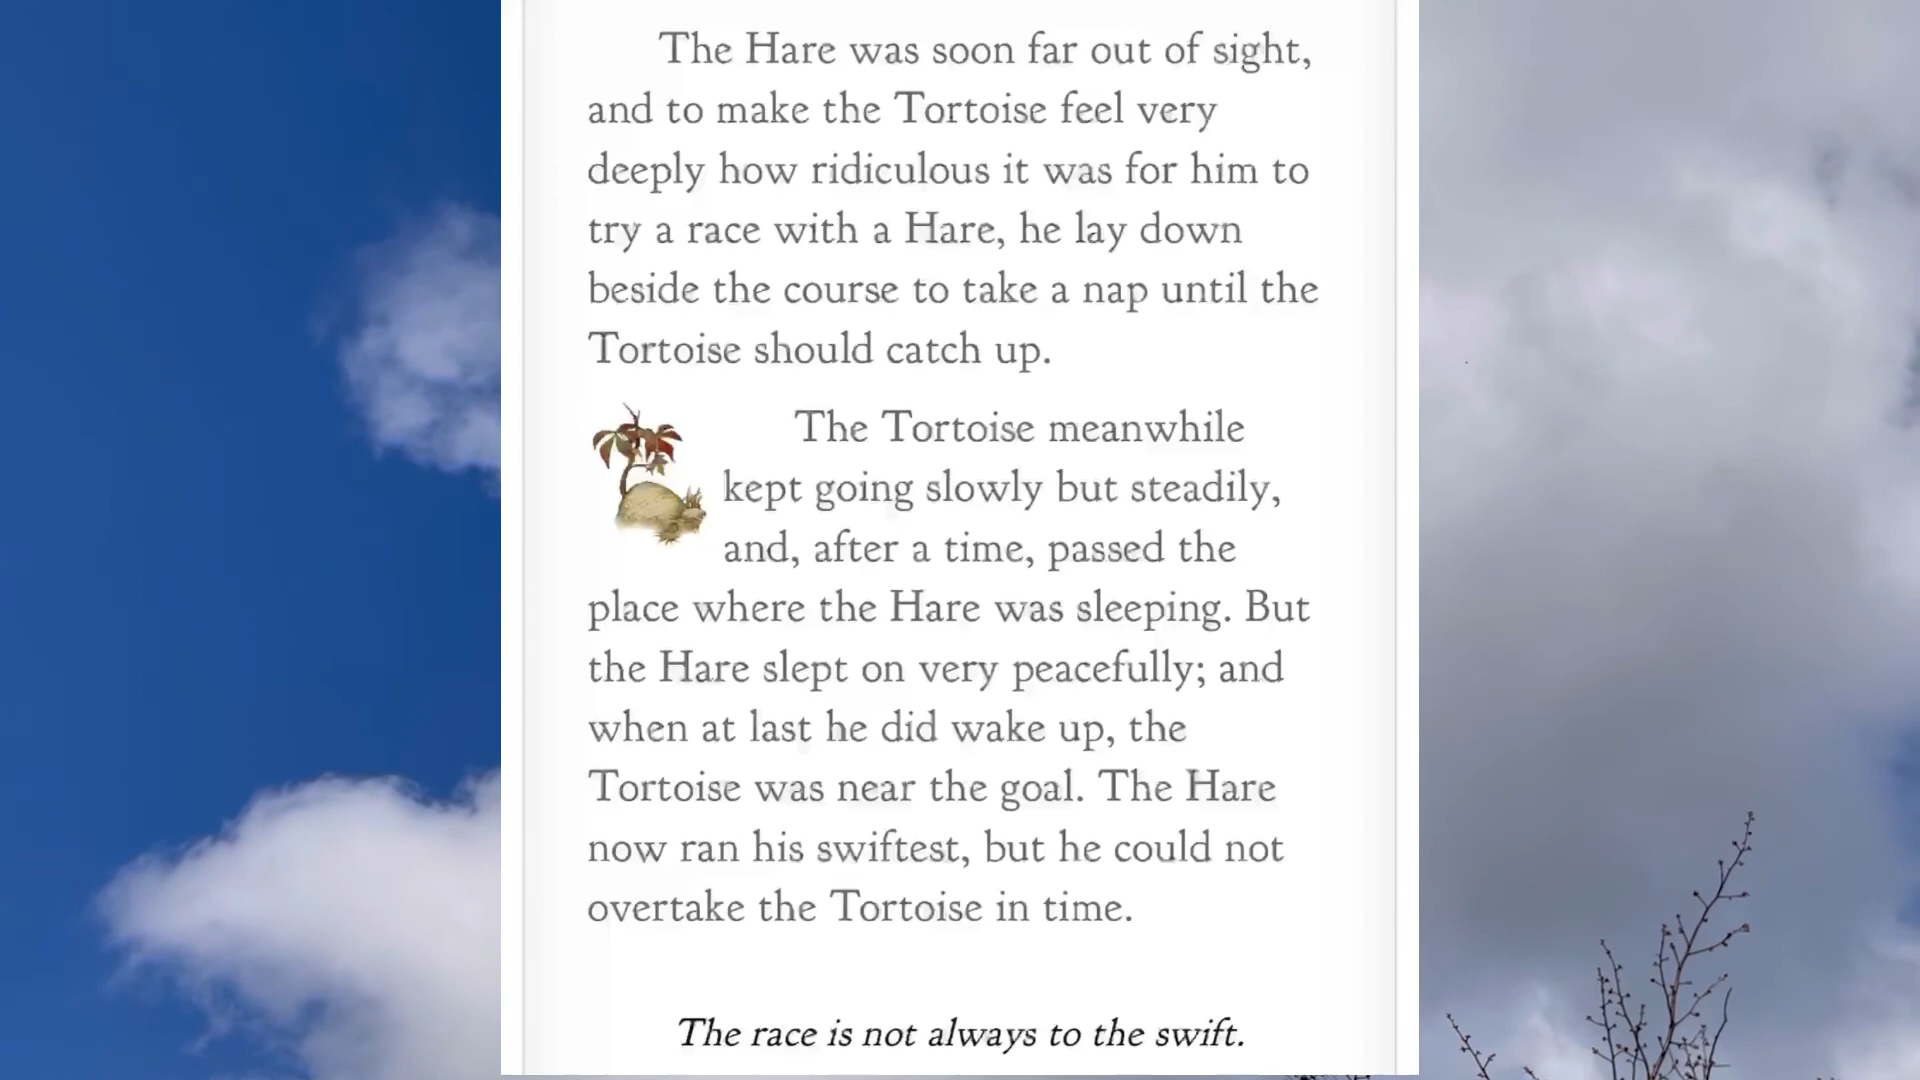 The Hare was soon far out of sight,
and to make the Tortoise feel very
deeply how ridiculous it was for him to
try a race with a Hare, he lay down
beside the course to take a nap until the
Tortoise should catch up.
The Tortoise meanwhile
kept going slowly but steadily,
and, after a time, passed the
place where the Hare was sleeping. But
the Hare slept on very peacefully; and
when at last he did wake up, the
Tortoise was near the goal. The Hare
now ran his swiftest, but he could not
overtake the Tortoise in time.
The race is not always to the swift.